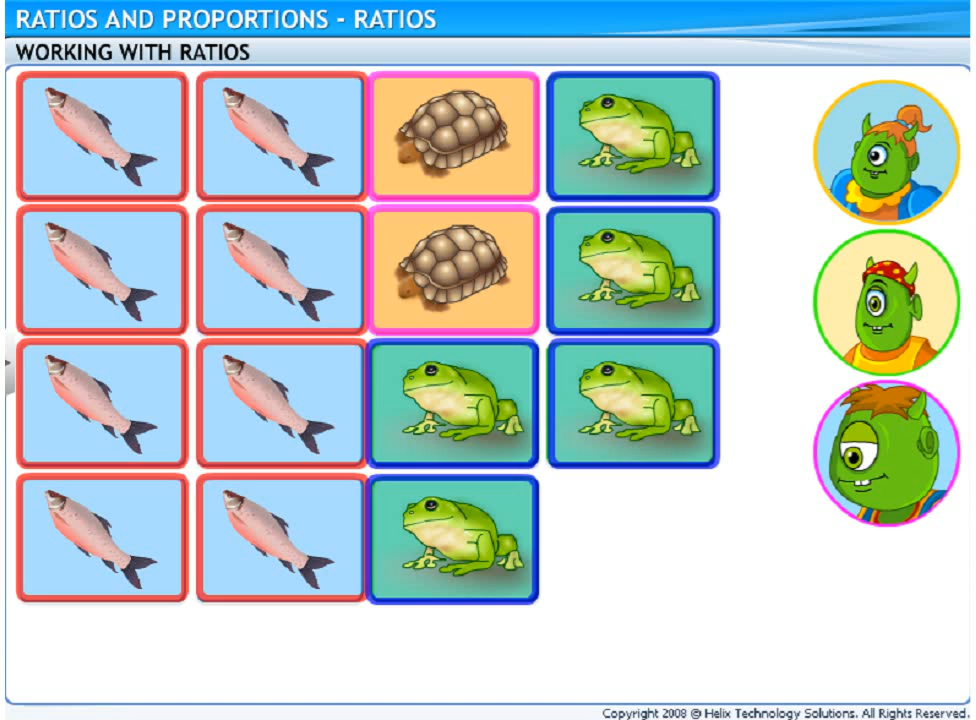 RATIOS AND PROPORTIONS - RATIOS
WORKING WITH RATIOS
Copyright 2008 © Helix Technology Solutions. All Rights Reserved.